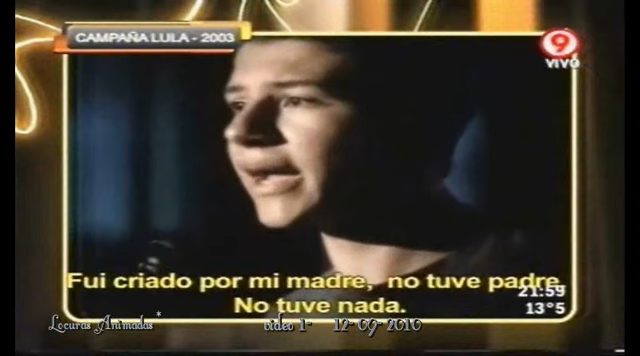 CAMPAÑA LULA - 2003
9
VIVO
Fui criado por mi madre, no tuve padre.
No tuve nada.
21:59
13°5
Locuras Animadas*
video 1- 12-09-2010